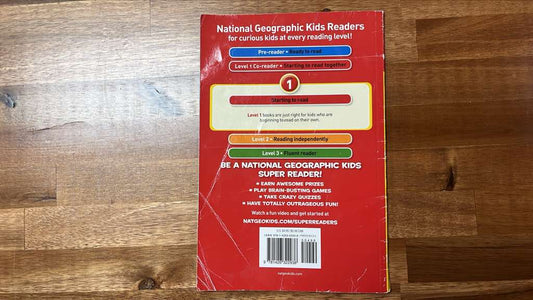 National Geographic Kids Readers
for curious kids at every reading level!
Pre-reader • Ready to read
Level 1 Co-reader • Starting to read together
1
Starting to read
Level 1 books are just right for kids who are
beginning to read on their own.
Level 2 • Reading independently
Level 3 • Fluent reader
BE A NATIONAL GEOGRAPHIC KIDS
SUPER READER!
• EARN AWESOME PRIZES
• PLAY BRAIN-BUSTING GAMES
• TAKE CRAZY QUIZZES
• HAVE TOTALLY OUTRAGEOUS FUN!
Watch a fun video and get started at
NATGEOKIDS.COM/SUPERREADERS
natgeokids.com